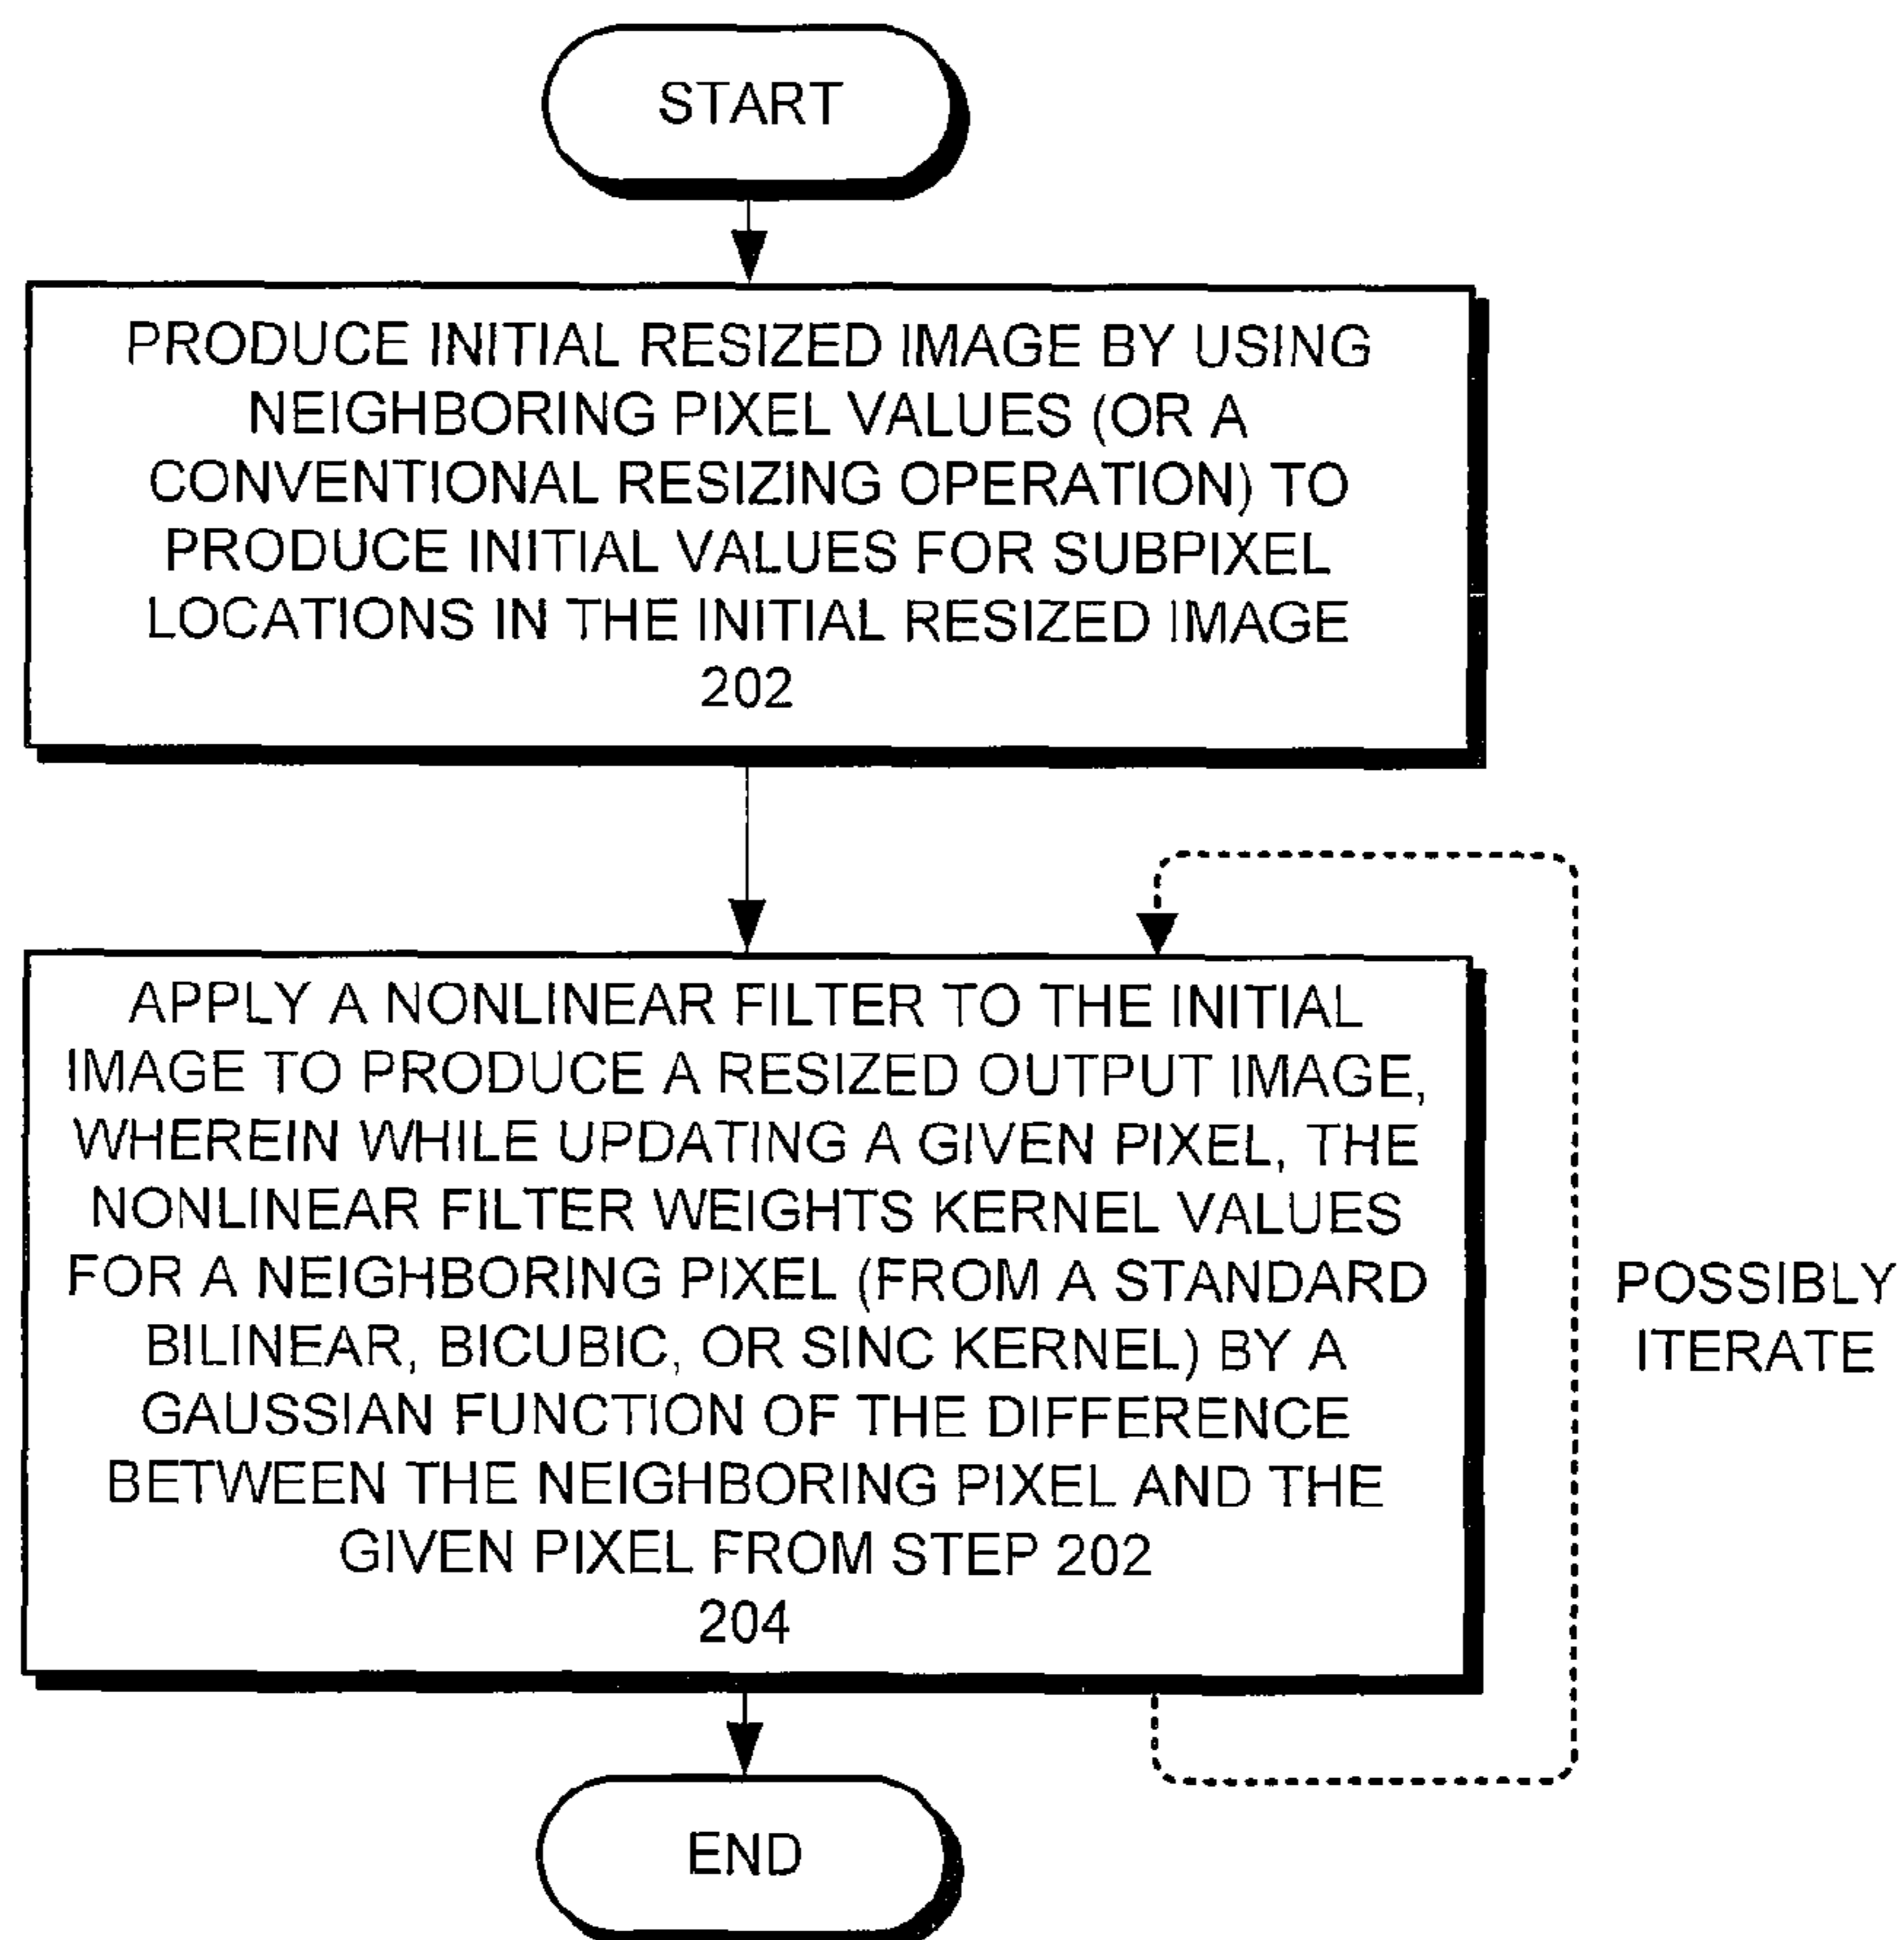 START
PRODUCE INITIAL RESIZED IMAGE BY USING
NEIGHBORING PIXEL VALUES (OR A
CONVENTIONAL RESIZING OPERATION) TO
PRODUCE INITIAL VALUES FOR SUBPIXEL
LOCATIONS IN THE INITIAL RESIZED IMAGE
202
APPLY A NONLINEAR FILTER TO THE INITIAL
IMAGE TO PRODUCE A RESIZED OUTPUT IMAGE,
WHEREIN WHILE UPDATING A GIVEN PIXEL, THE
NONLINEAR FILTER WEIGHTS KERNEL VALUES
FOR A NEIGHBORING PIXEL (FROM A STANDARD
BILINEAR, BICUBIC, OR SINC KERNEL) BY A
GAUSSIAN FUNCTION OF THE DIFFERENCE
BETWEEN THE NEIGHBORING PIXEL AND THE
GIVEN PIXEL FROM STEP 202
204
POSSIBLY
ITERATE
END